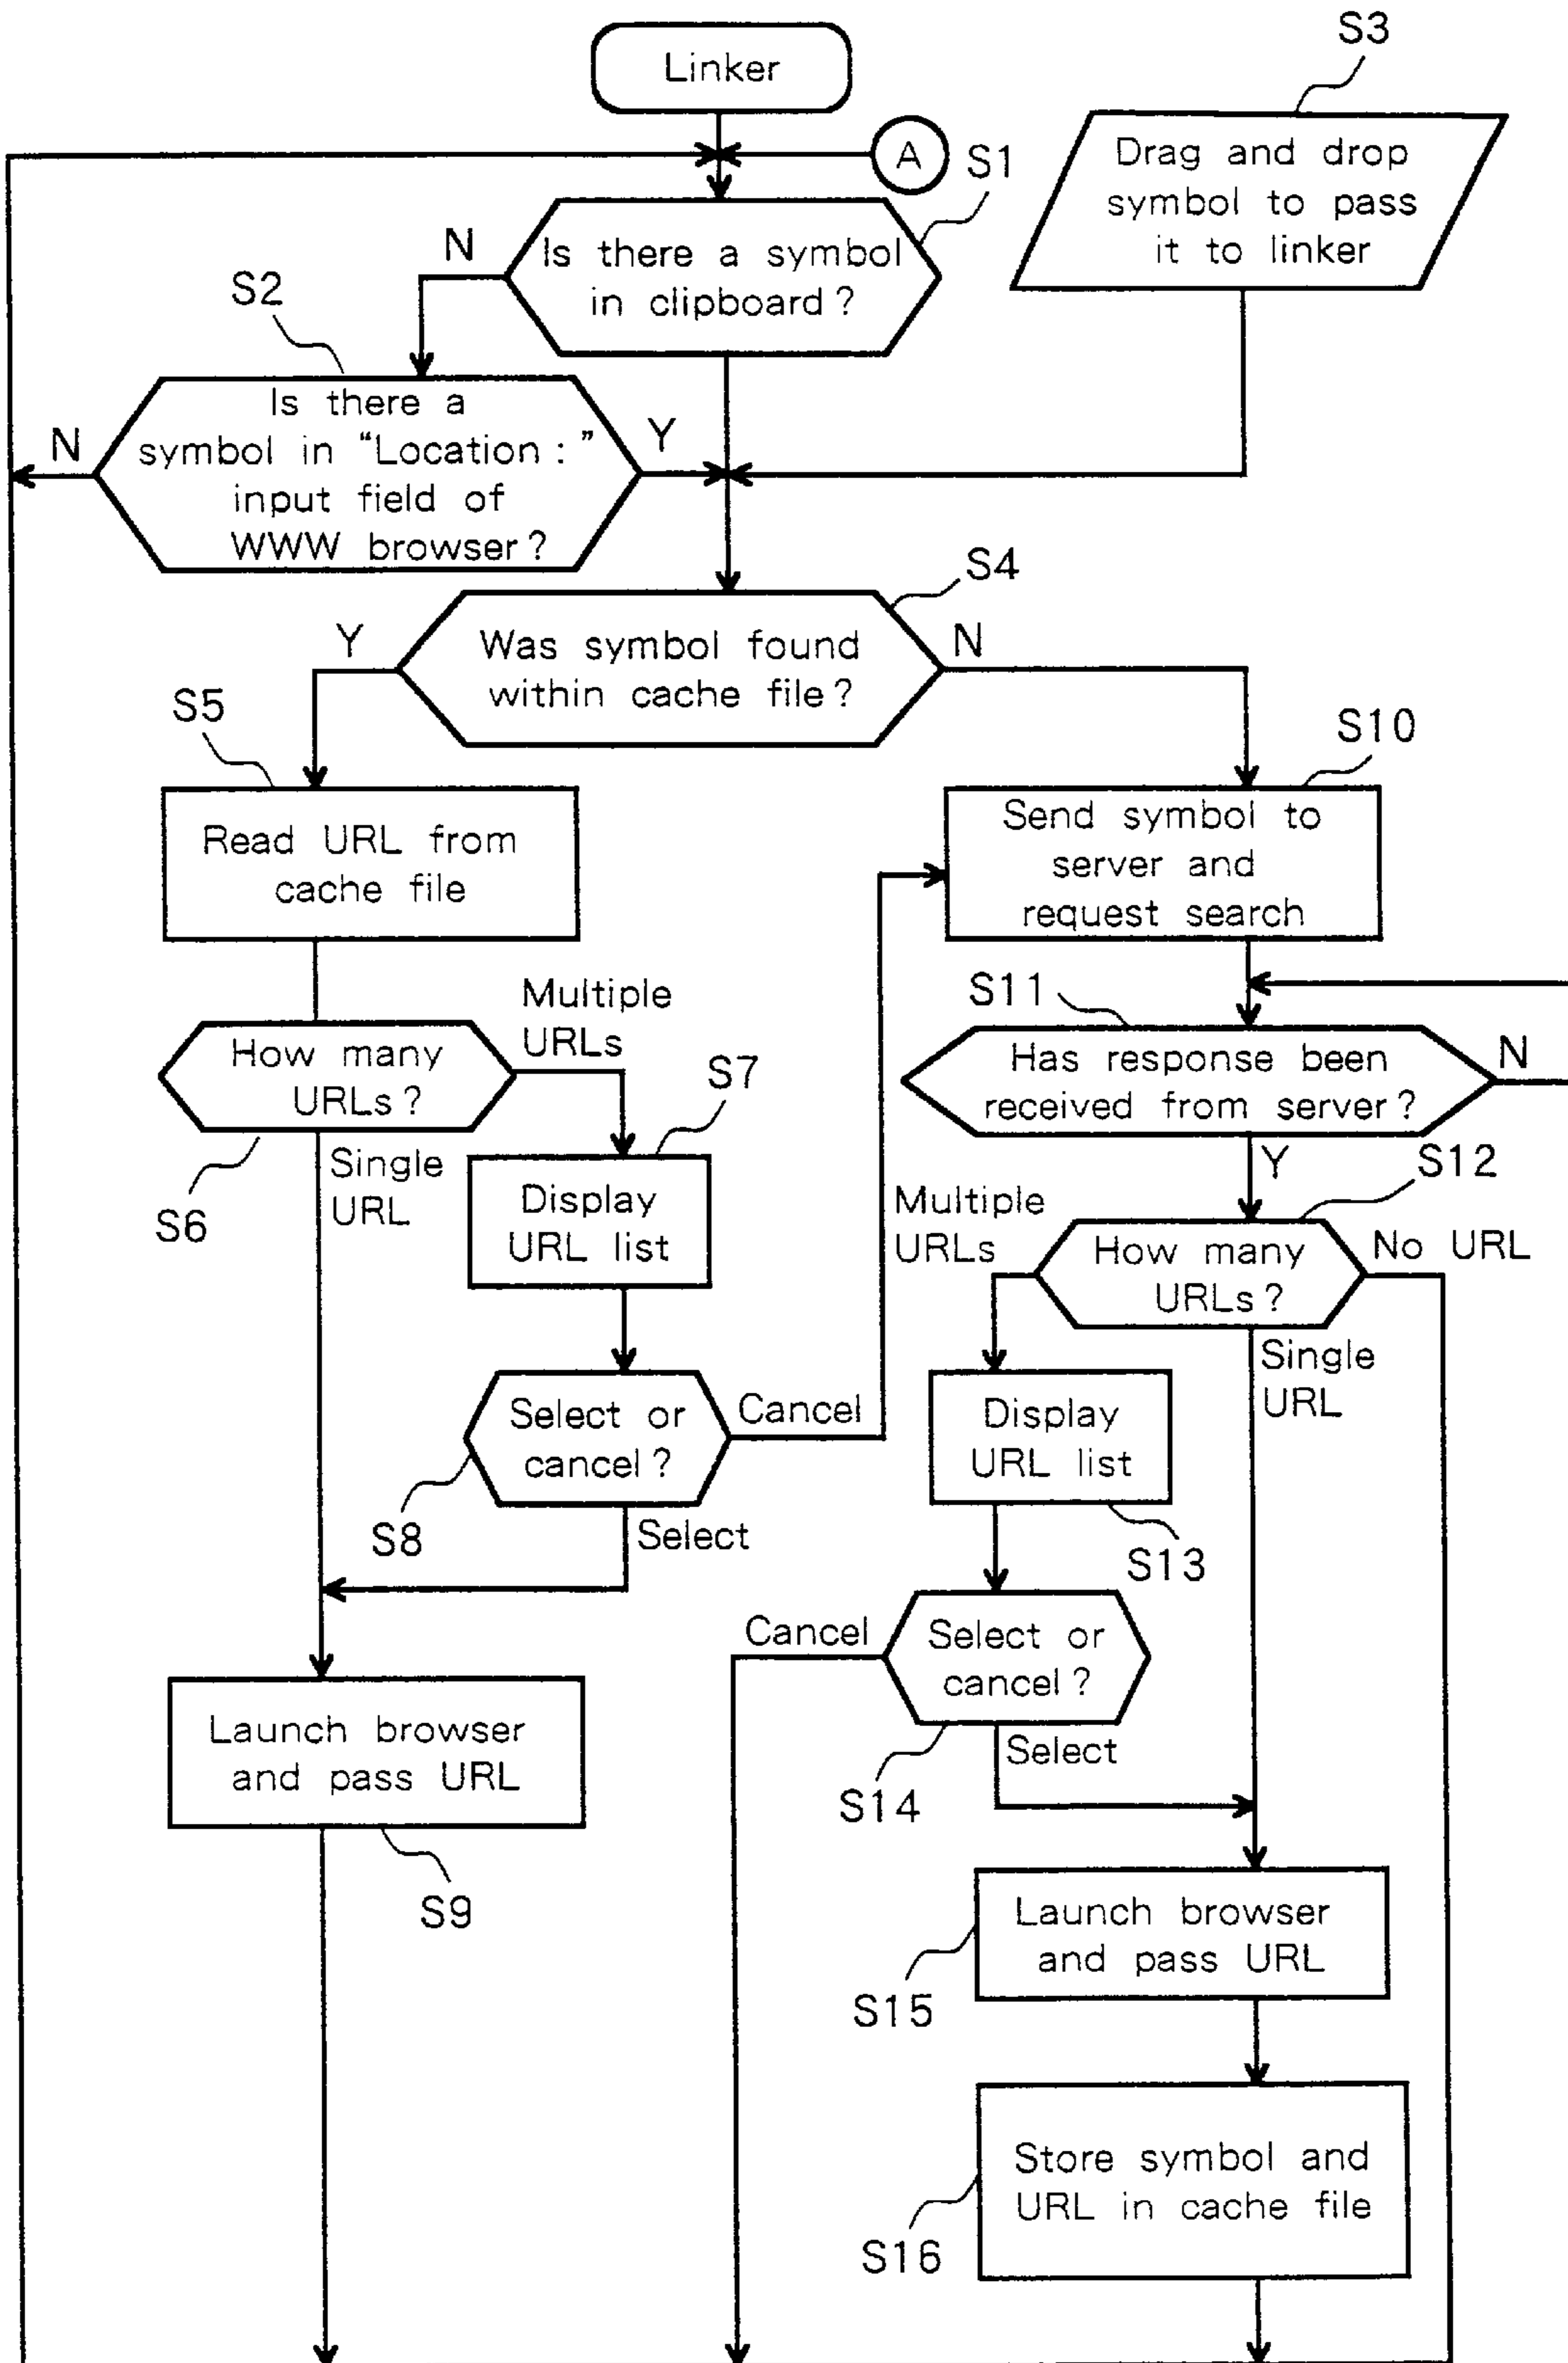 Linker
S3
A
S1
Drag and drop
symbol to pass
it to linker
N
Is there a symbol
in clipboard?
S2
Is there a
symbol in “Location : ”
input field of
WWW browser?
N
Y
S4
Y
Was symbol found
within cache file?
N
S5
S10
Read URL from
cache file
Send symbol to
server and
request search
Multiple
URLs
S11
How many
URLs?
S7
Has response been
received from server?
N
Single
URL
S6
Display
URL list
Y
S12
Multiple
URLs
How many
URLs?
No URL
Single
URL
Select or
cancel?
Cancel
Display
URL list
S8
Select
S13
Cancel
Select or
cancel?
Launch browser
and pass URL
Select
S14
S9
Launch browser
and pass URL
S15
Store symbol and
URL in cache file
S16